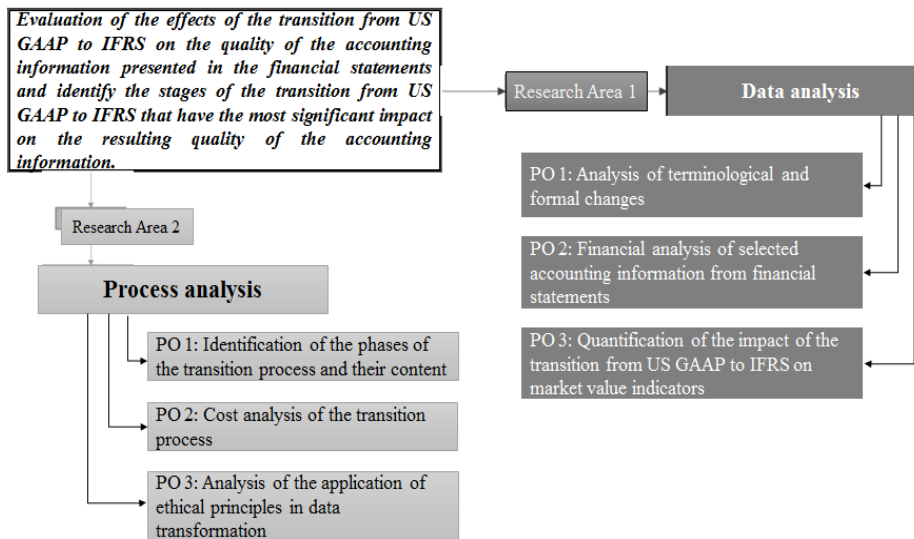 Evaluation of the effects of the transition from US
GAAP to IFRS on the quality of the accounting
information presented in the financial statements
and identify the stages of the transition from US
GAAP to IFRS that have the most significant impact
on the resulting quality of the accounting
information.
Research Area 1
Data analysis
PO 1: Analysis of terminological and
formal changes
PO 2: Financial analysis of selected
accounting information from financial
statements
PO 3: Quantification of the impact of the
transition from US GAAP to IFRS on
market value indicators
Research Area 2
Process analysis
PO 1: Identification of the phases of
the transition process and their content
PO 2: Cost analysis of the transition
process
PO 3: Analysis of the application of
ethical principles in data
transformation